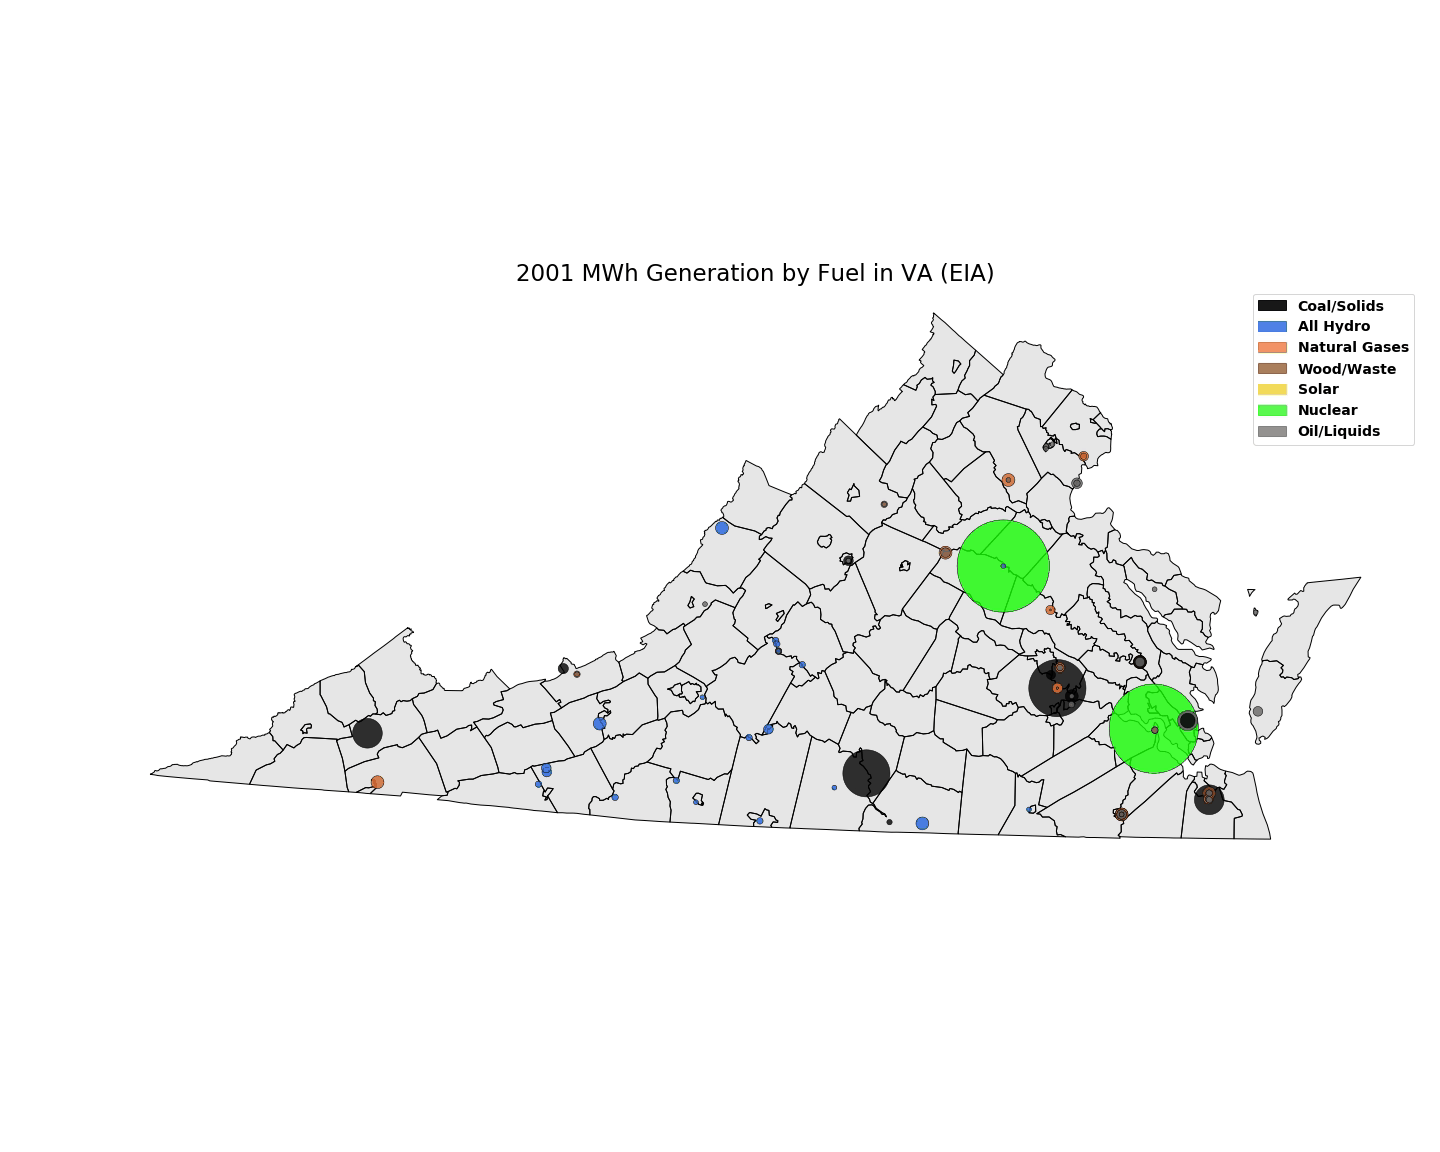 2001 MWh Generation by Fuel in VA (EIA)
Coal/Solids
All Hydro
Natural Gases
Wood/Waste
Solar
Nuclear
Oil/Liquids